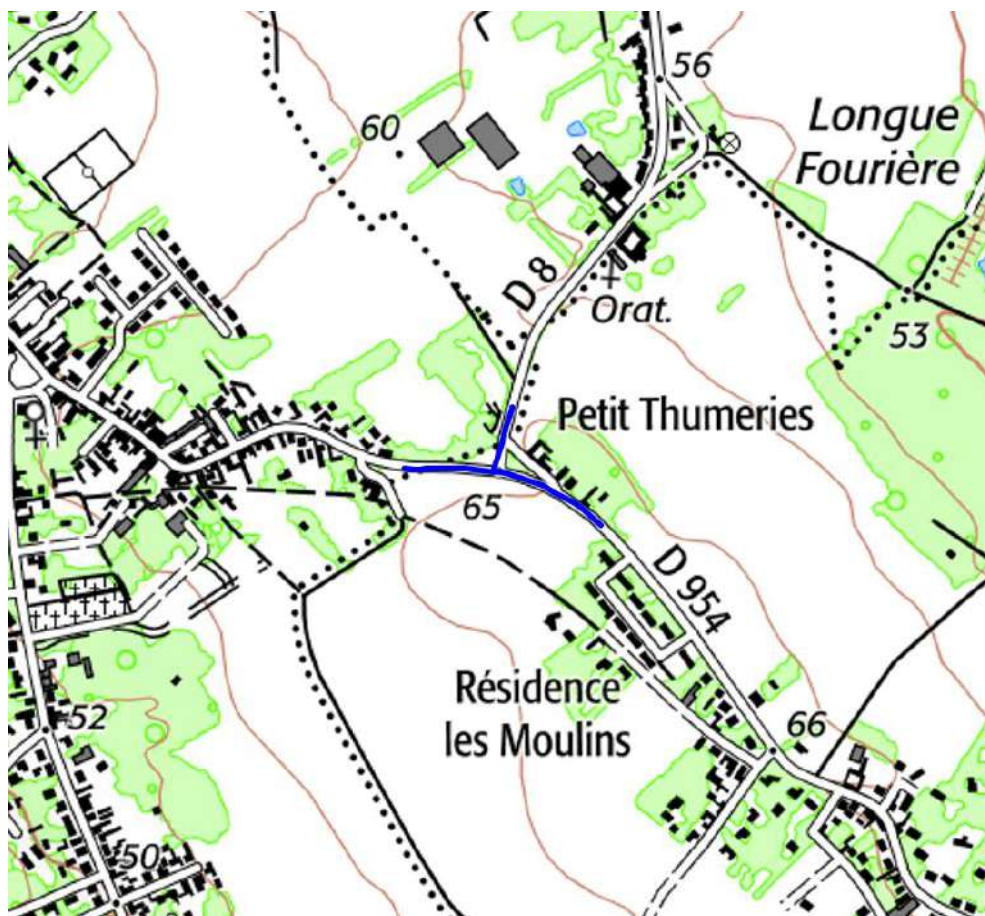 56
Longue
Fourière
60
D 8
Orat.
53
Petit Thumeries
65
D 954
Résidence
les Moulins
52
66
50